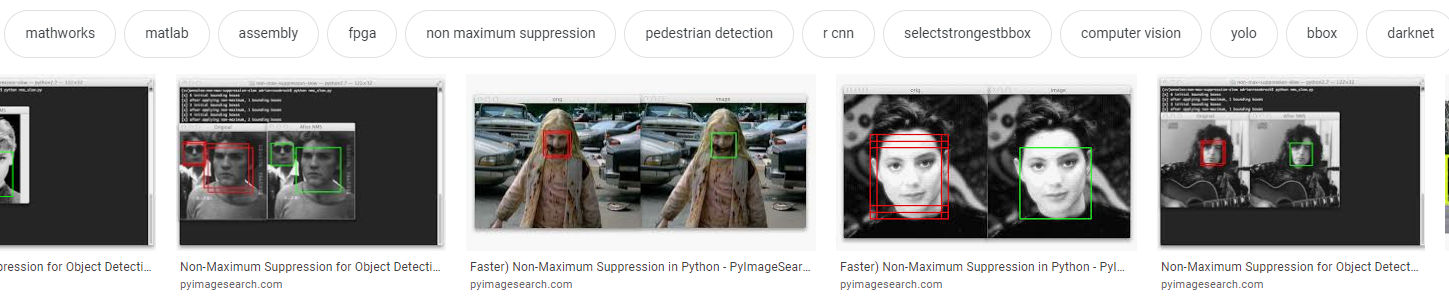 mathworks
matlab
assembly
fpga
non maximum suppression
pedestrian detection
r cnn
selectstrongestbbox
computer vision
yolo
bbox
darknet
Original
After NMS
orig
image
orig
image
Original
After NMS
pression for Object Detecti...
Non-Maximum Suppression for Object Detecti...
Faster) Non-Maximum Suppression in Python - PyImageSear...
Faster) Non-Maximum Suppression in Python - PyI...
Non-Maximum Suppression for Object Detect...
pyimagesearch.com
pyimagesearch.com
pyimagesearch.com
pyimagesearch.com